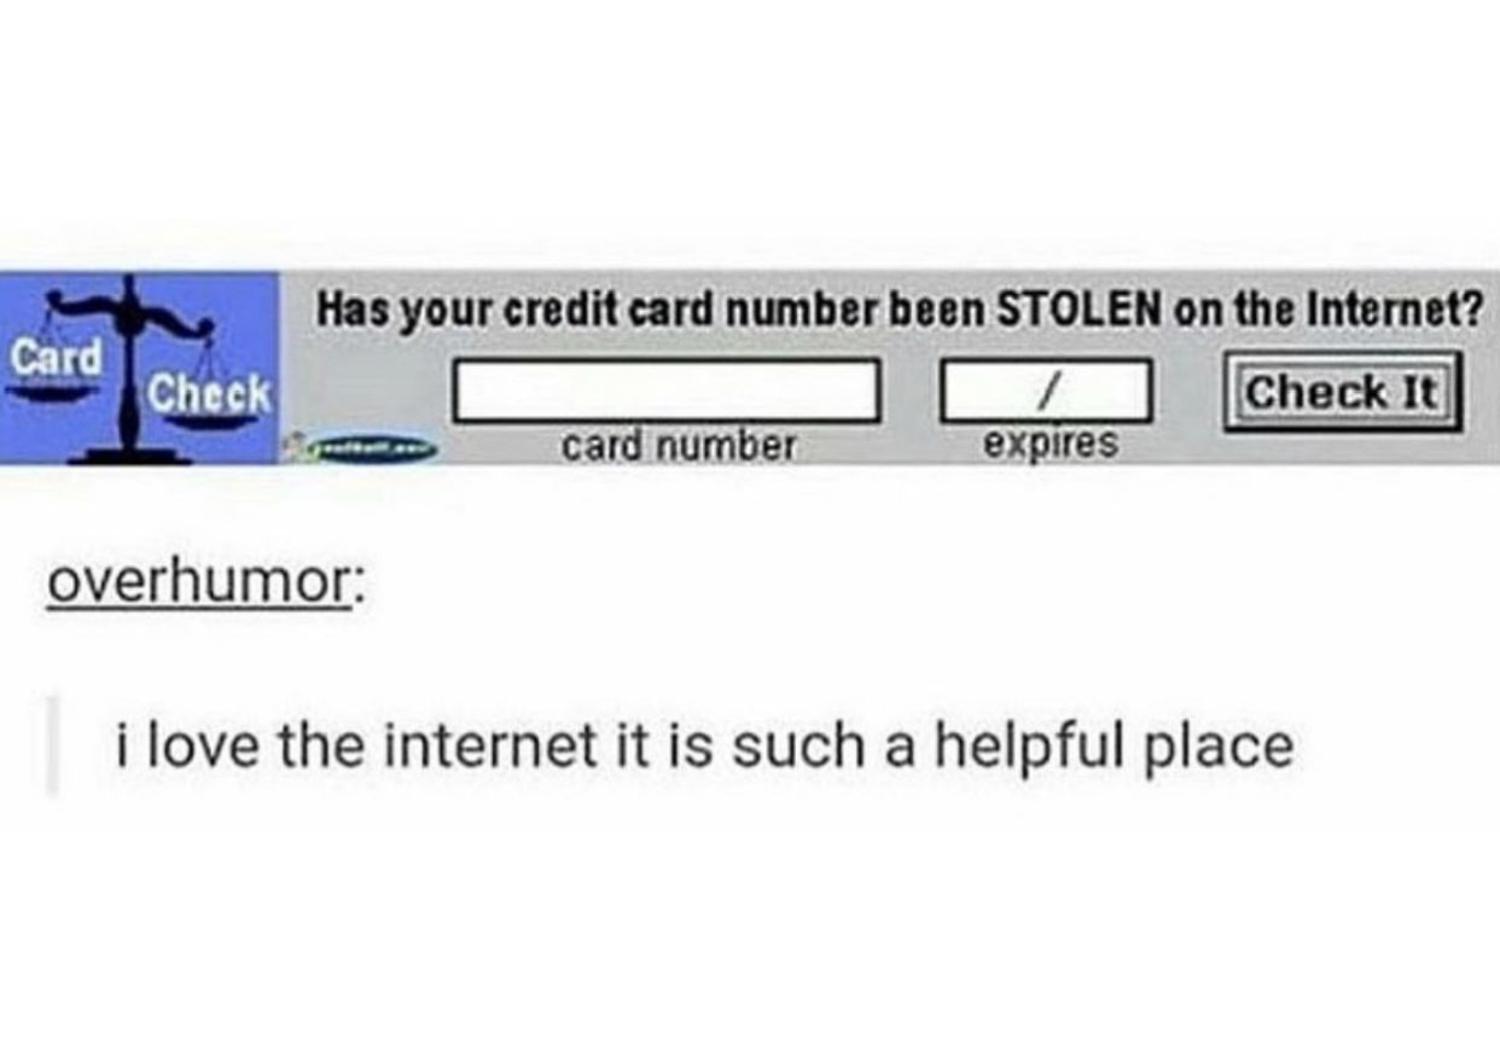 Card
Check
Has your credit card number been STOLEN on the Internet?
/
Check It
card number
expires
overhumor:
i love the internet it is such a helpful place